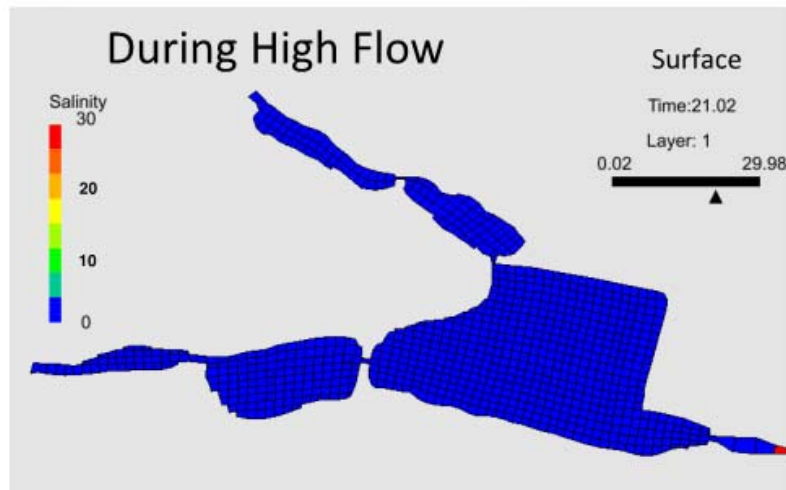 During High Flow
Surface
Salinity
30
20
10
0
Time:21.02
Layer: 1
0.02 29.98